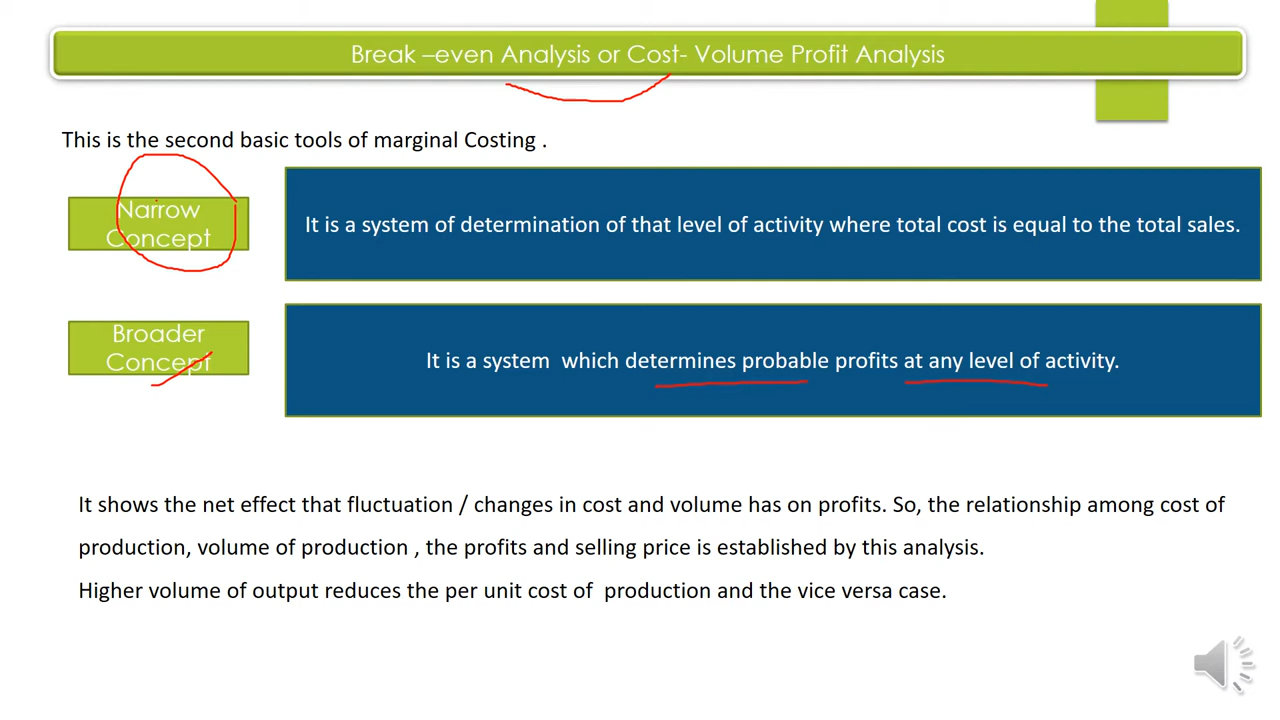 Break –even Analysis or Cost- Volume Profit Analysis
This is the second basic tools of marginal Costing .
Narrow
Concept
It is a system of determination of that level of activity where total cost is equal to the total sales.
Broader
Concept
It is a system  which determines probable profits at any level of activity.
It shows the net effect that fluctuation / changes in cost and volume has on profits. So, the relationship among cost of
production, volume of production , the profits and selling price is established by this analysis.
Higher volume of output reduces the per unit cost of  production and the vice versa case.